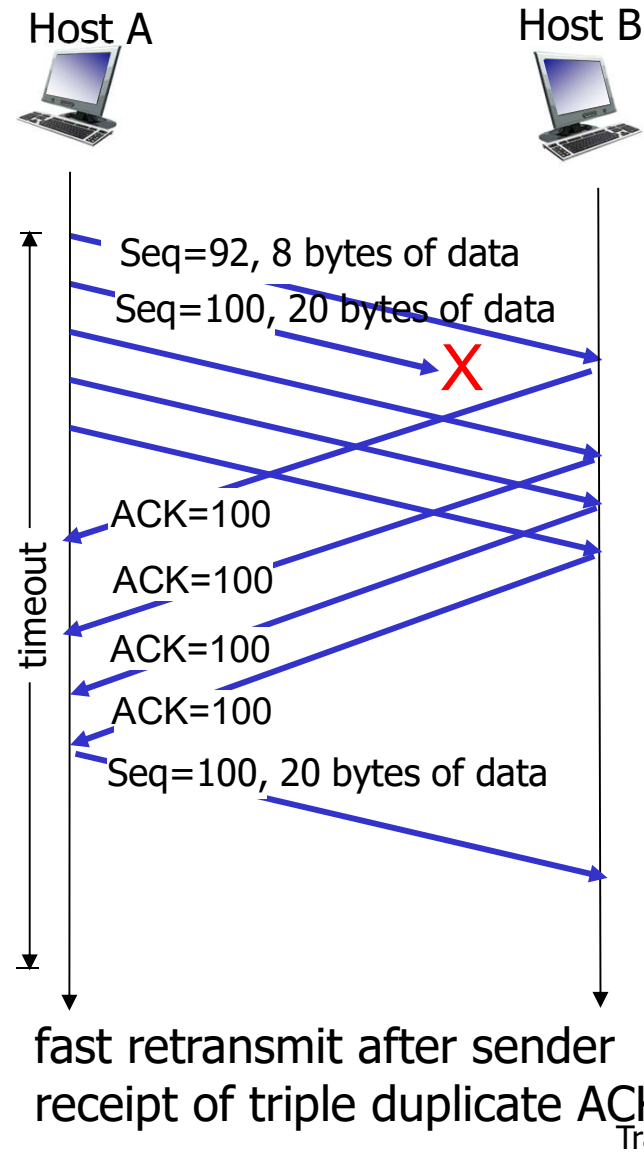 Host A
Host B
Seq=92, 8 bytes of data
Seq=100, 20 bytes of data
X
ACK=100
ACK=100
timeout
ACK=100
ACK=100
Seq=100, 20 bytes of data
fast retransmit after sender
receipt of triple duplicate